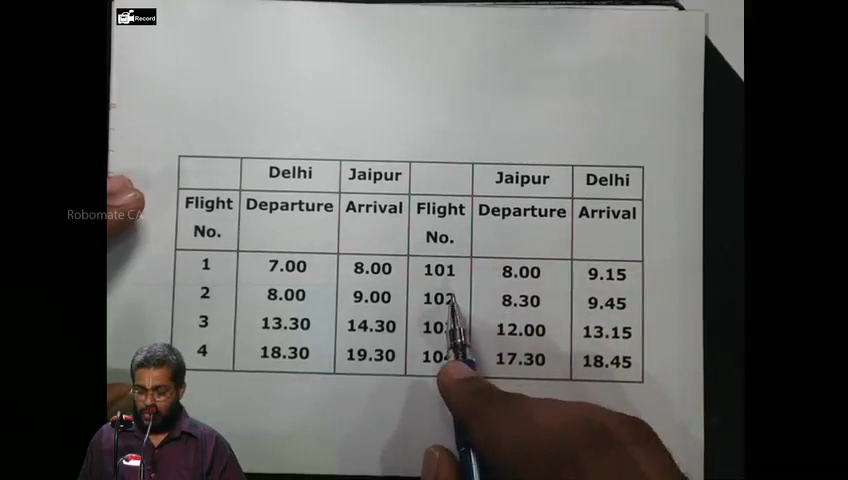 Record
Robomate CA
Delhi Jaipur Jaipur Delhi
Flight No. Departure Arrival Flight No. Departure Arrival
1 7.00 8.00 101 8.00 9.15
2 8.00 9.00 102 8.30 9.45
3 13.30 14.30 12.00 13.15
4 18.30 19.30 17.30 18.45